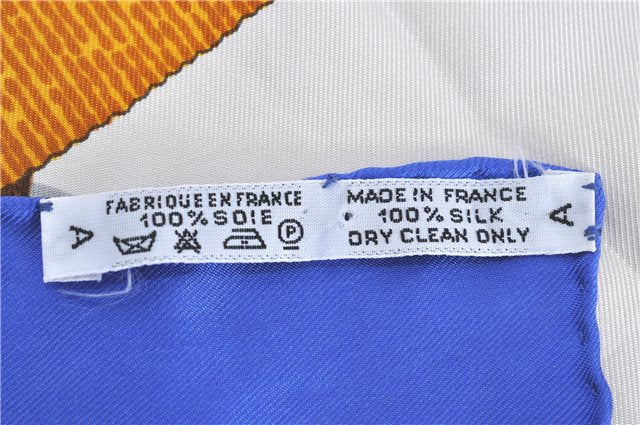 A
FABRIQUE EN FRANCE
100% SOIE
P
MADE IN FRANCE
100% SILK
DRY CLEAN ONLY
A